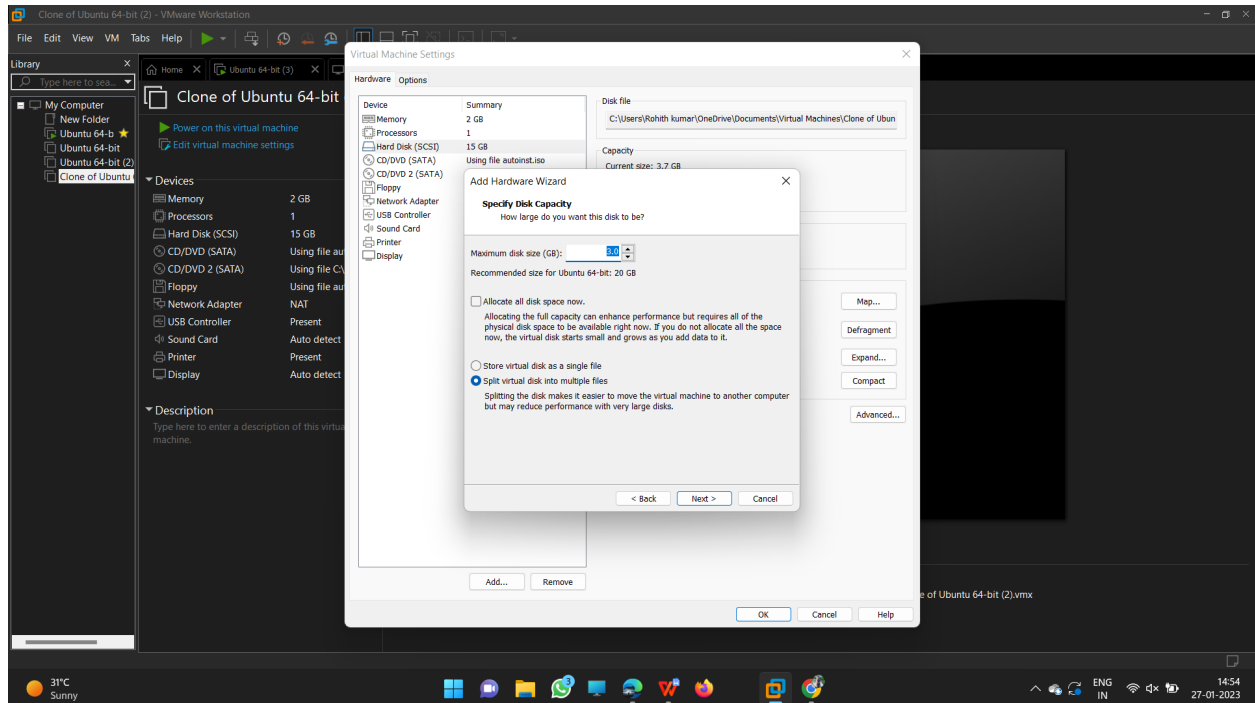 Clone of Ubuntu 64-bit (2) - VMware Workstation
File Edit View VM Tabs Help
Library X
Type here to sea...
My Computer
New Folder
Ubuntu 64-b
Ubuntu 64-bit
Ubuntu 64-bit (2)
Clone of Ubuntu
Home X Ubuntu 64-bit (3) X
Clone of Ubuntu 64-bit
Power on this virtual machine
Edit virtual machine settings
Devices
Memory 2 GB
Processors 1
Hard Disk (SCSI) 15 GB
CD/DVD (SATA) Using file au
CD/DVD 2 (SATA) Using file C:\
Floppy Using file au
Network Adapter NAT
USB Controller Present
Sound Card Auto detect
Printer Present
Display Auto detect
Description
Type here to enter a description of this virtua
machine.
Virtual Machine Settings
Hardware Options
Device Summary
Memory 2 GB
Processors 1
Hard Disk (SCSI) 15 GB
CD/DVD (SATA) Using file autoinst.iso
CD/DVD 2 (SATA)
Floppy
Network Adapter
USB Controller
Sound Card
Printer
Display
Add... Remove
Disk file
C:\Users\Rohith kumar\OneDrive\Documents\Virtual Machines\Clone of Ubun
Capacity
Current size: 3.7 GB
Map...
Defragment
Expand...
Compact
Advanced...
OK Cancel Help
Add Hardware Wizard
Specify Disk Capacity
How large do you want this disk to be?
Maximum disk size (GB): 3.0
Recommended size for Ubuntu 64-bit: 20 GB
Allocate all disk space now.
Allocating the full capacity can enhance performance but requires all of the
physical disk space to be available right now. If you do not allocate all the space
now, the virtual disk starts small and grows as you add data to it.
Store virtual disk as a single file
Split virtual disk into multiple files
Splitting the disk makes it easier to move the virtual machine to another computer
but may reduce performance with very large disks.
< Back Next > Cancel
e of Ubuntu 64-bit (2).vmx
31°C
Sunny
3
ENG
IN
14:54
27-01-2023